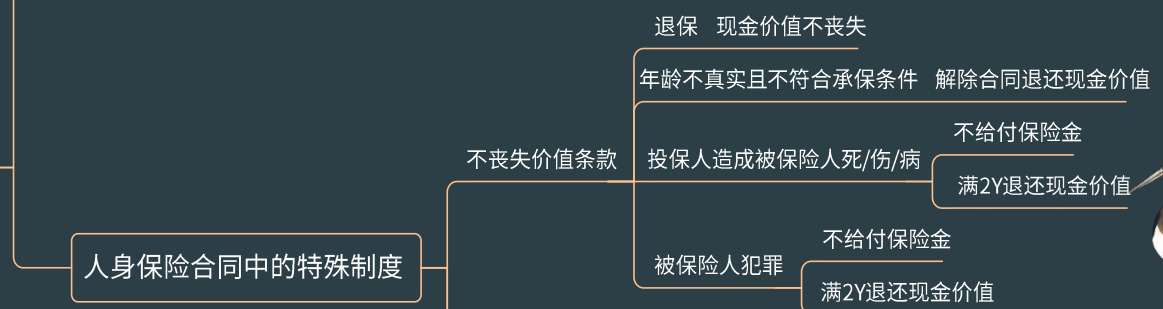 退保 现金价值不丧失
年龄不真实且不符合承保条件 解除合同退还现金价值
不给付保险金
不丧失价值条款 投保人造成被保险人死/伤/病
满2Y退还现金价值
不给付保险金
人身保险合同中的特殊制度 被保险人犯罪
满2Y退还现金价值